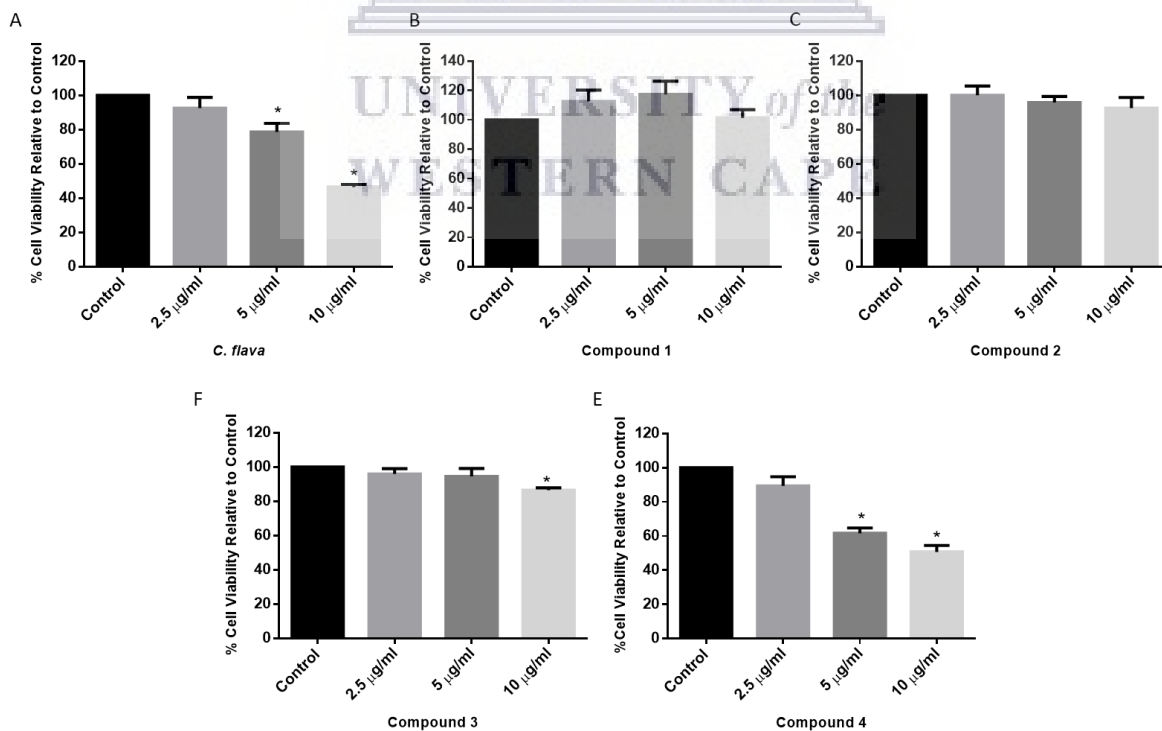 A
B
C
% Cell Viability Relative to Control
120
100
80
60
40
20
0
*
*
Control
2.5 μg/ml
5 μg/ml
10 μg/ml
C. flava
% Cell Viability Relative to Control
140
120
100
80
60
40
20
0
Control
2.5 μg/ml
5 μg/ml
10 μg/ml
Compound 1
% Cell Viability Relative to Control
120
100
80
60
40
20
0
Control
2.5 μg/ml
5 μg/ml
10 μg/ml
Compound 2
UNIVERSITY of the
WESTERN CAPE
F
E
% Cell Viability Relative to Control
120
100
80
60
40
20
0
*
Control
2.5 μg/ml
5 μg/ml
10 μg/ml
Compound 3
%Cell Viability Relative to Control
120
100
80
60
40
20
0
*
*
Control
2.5 μg/ml
5 μg/ml
10 μg/ml
Compound 4